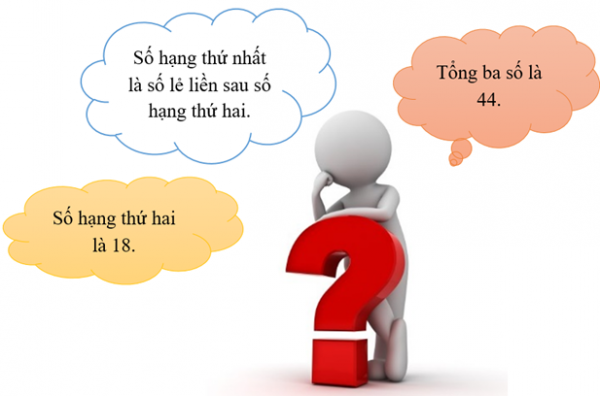 Số hạng thứ nhất
là số lẻ liền sau số
hạng thứ hai.
Tổng ba số là
44.
Số hạng thứ hai
là 18.